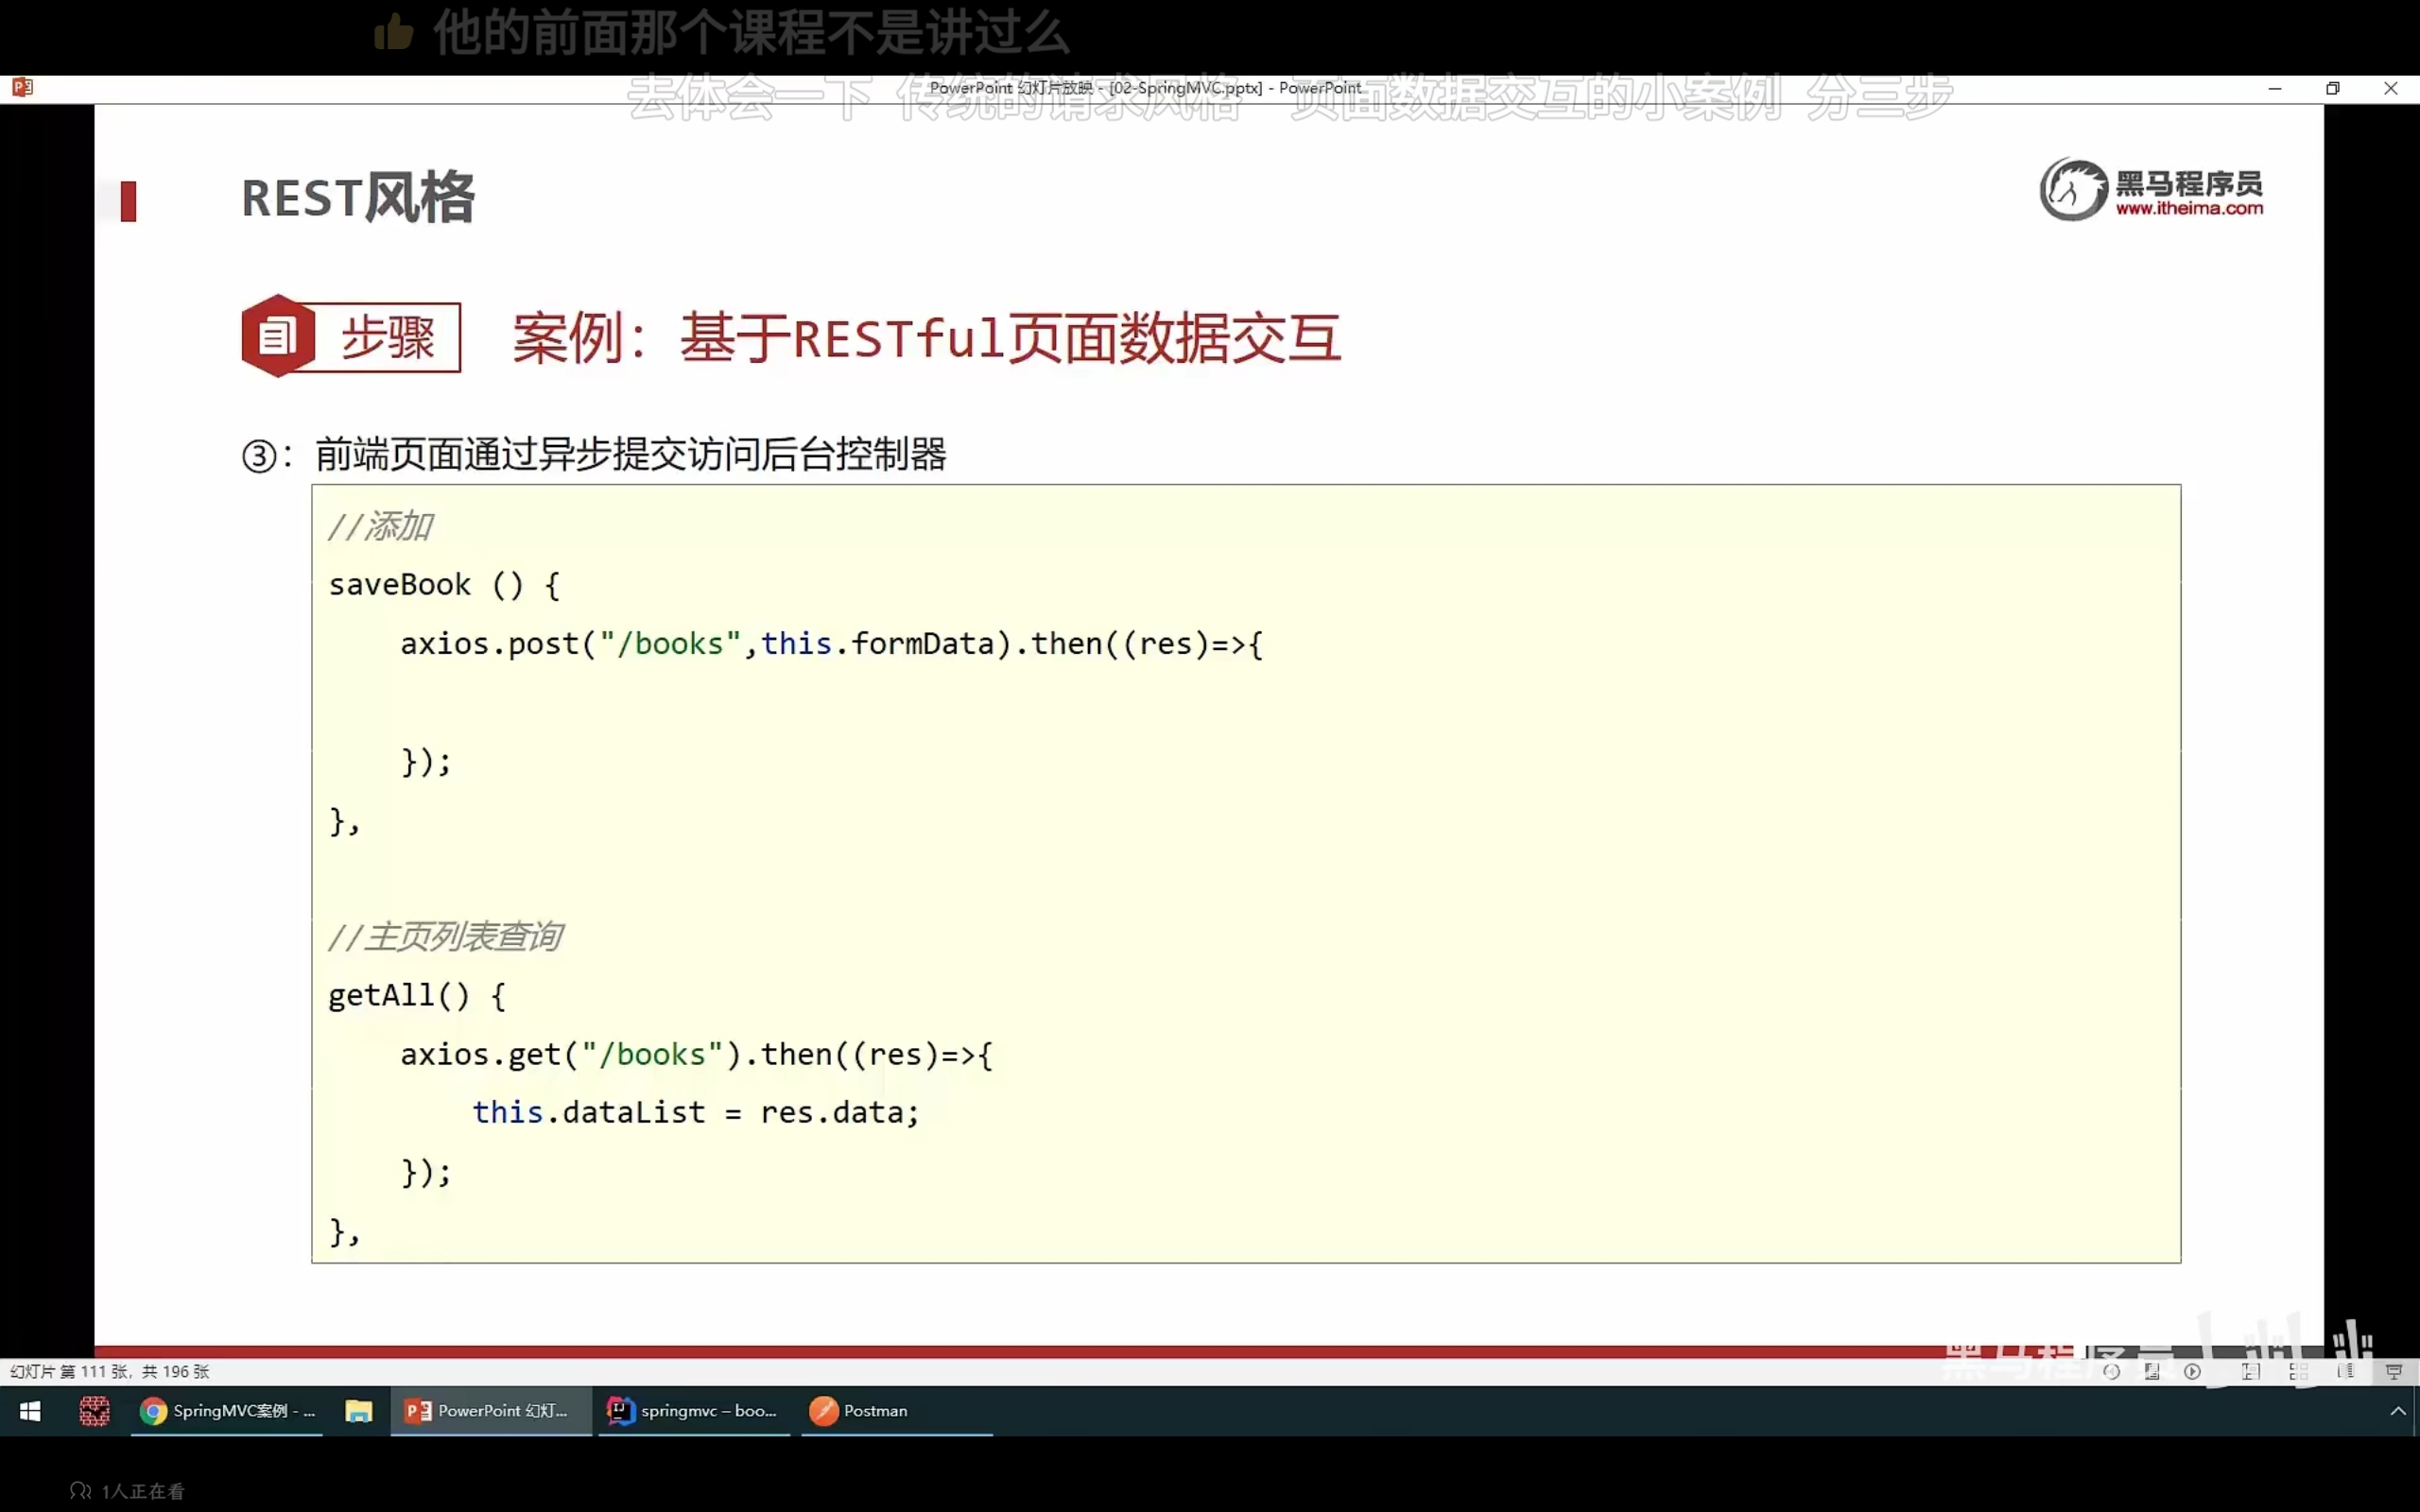 他的前面那个课程不是讲过么
PowerPoint 幻灯片放映 - [02-SpringMVC.pptx] - PowerPoint
去体会一下 传统的请求风格 页面数据交互的小案例 分三步
REST风格
黑马程序员
www.itheima.com
步骤
案例：基于RESTful页面数据交互
③：前端页面通过异步提交访问后台控制器
//添加
saveBook () {
axios.post("/books",this.formData).then((res)=>{
});
},
//主页列表查询
getAll() {
axios.get("/books").then((res)=>{
this.dataList = res.data;
});
},
黑马程序员
幻灯片 第 111 张，共 196 张
SpringMVC案例 - ...
PowerPoint 幻灯...
springmvc – boo...
Postman
1人正在看